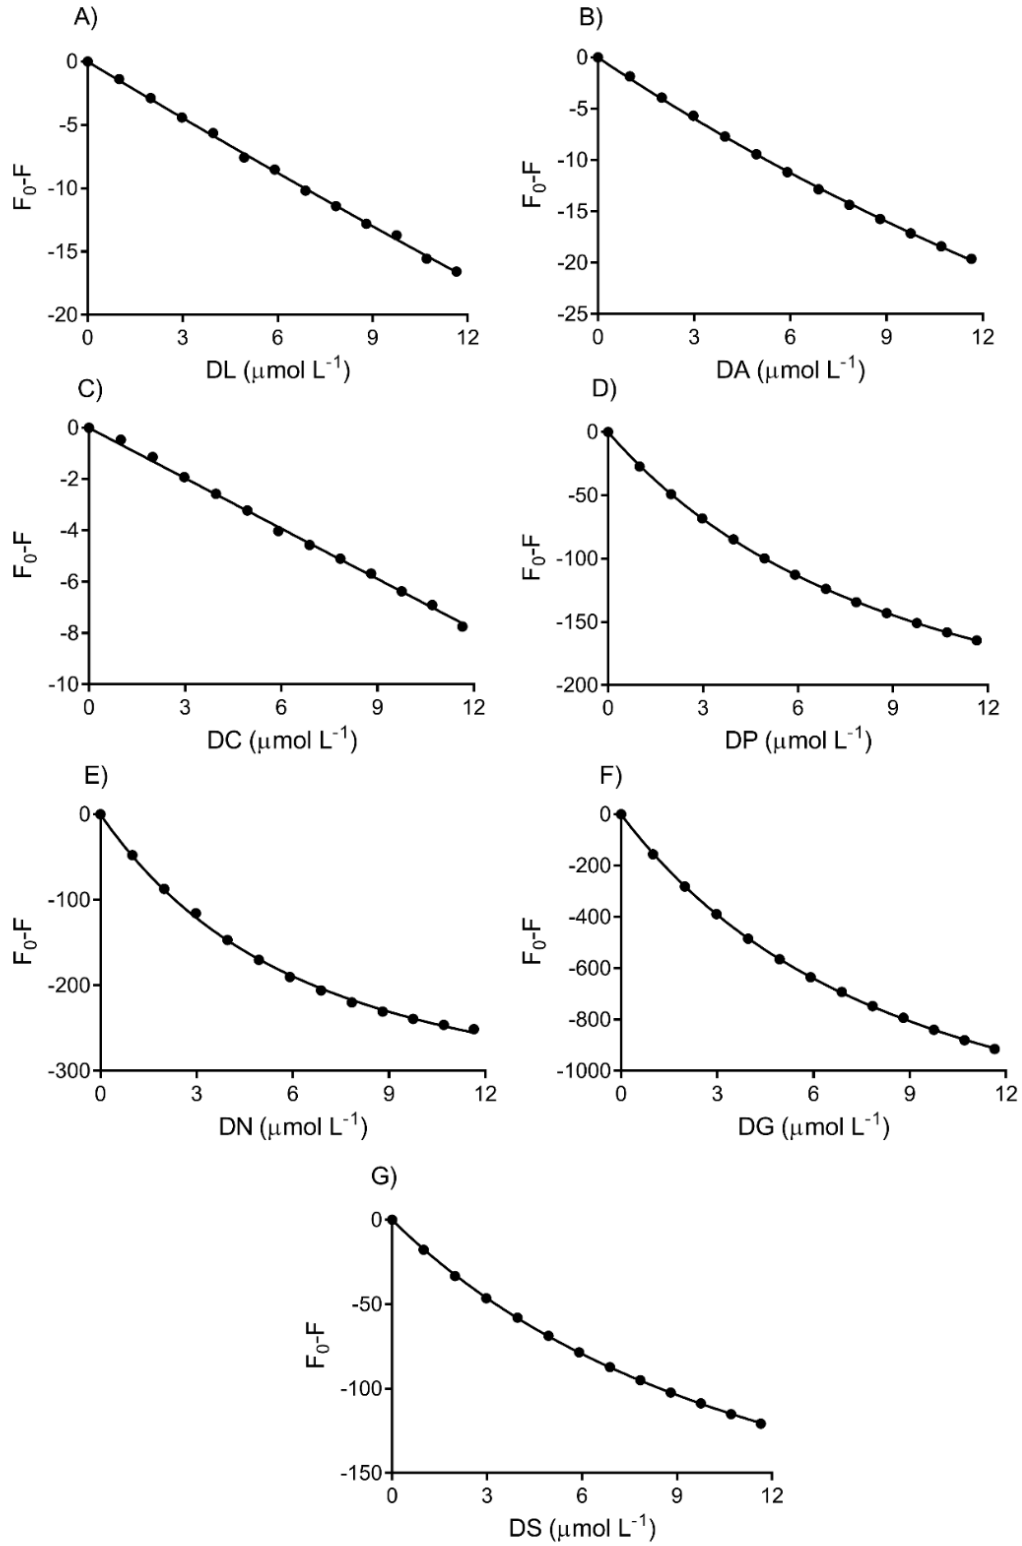 A)
0
-5
-10
-15
-20
F₀-F
0 3 6 9 12
DL (μmol L⁻¹)
B)
0
-5
-10
-15
-20
-25
F₀-F
0 3 6 9 12
DA (μmol L⁻¹)
C)
0
-2
-4
-6
-8
-10
F₀-F
0 3 6 9 12
DC (μmol L⁻¹)
D)
0
-50
-100
-150
-200
F₀-F
0 3 6 9 12
DP (μmol L⁻¹)
E)
0
-100
-200
-300
F₀-F
0 3 6 9 12
DN (μmol L⁻¹)
F)
0
-200
-400
-600
-800
-1000
F₀-F
0 3 6 9 12
DG (μmol L⁻¹)
G)
0
-50
-100
-150
F₀-F
0 3 6 9 12
DS (μmol L⁻¹)